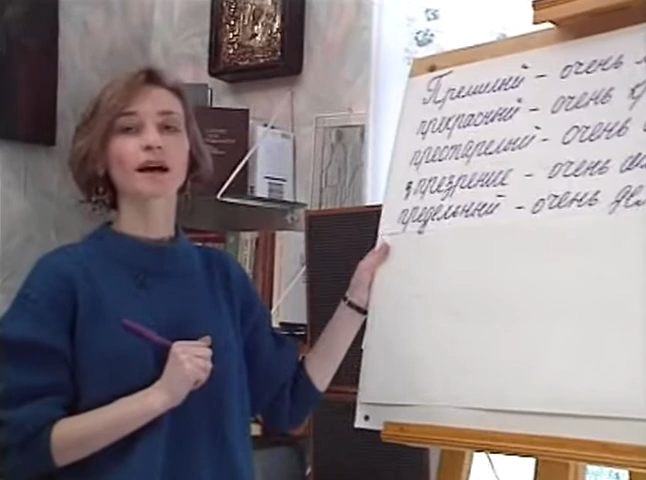 Премилый - очень
прекрасный - очень
престарелый - очень
презрение - очень
предельный - очень